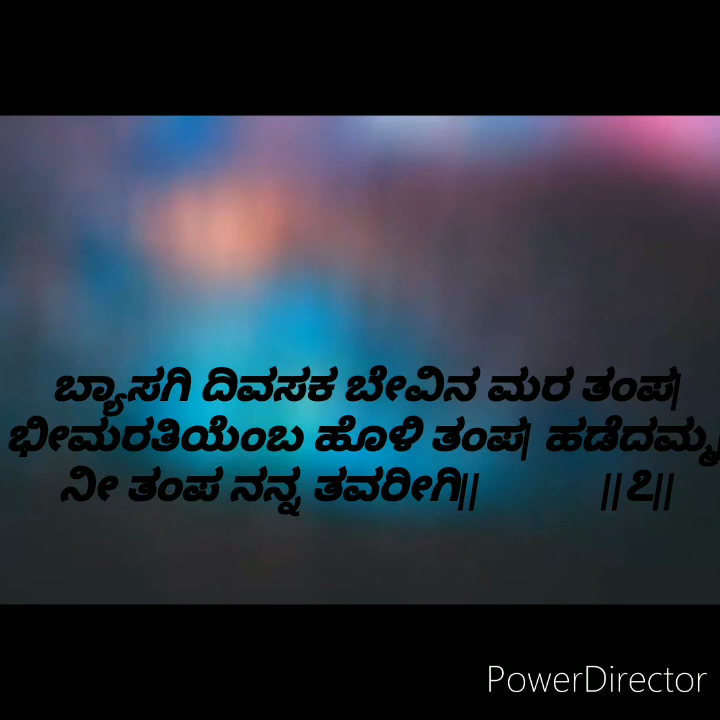 ಬ್ಯಾಸಗಿ ದಿವಸಕ ಬೇವಿನ ಮರ ತಂಪ|
ಭೀಮರತಿಯೆಂಬ ಹೊಳಿ ತಂಪ| ಹಡೆದಮ್ಮ|
ನೀ ತಂಪ ನನ್ನ ತವರೀಗಿ|| ||೭||
PowerDirector